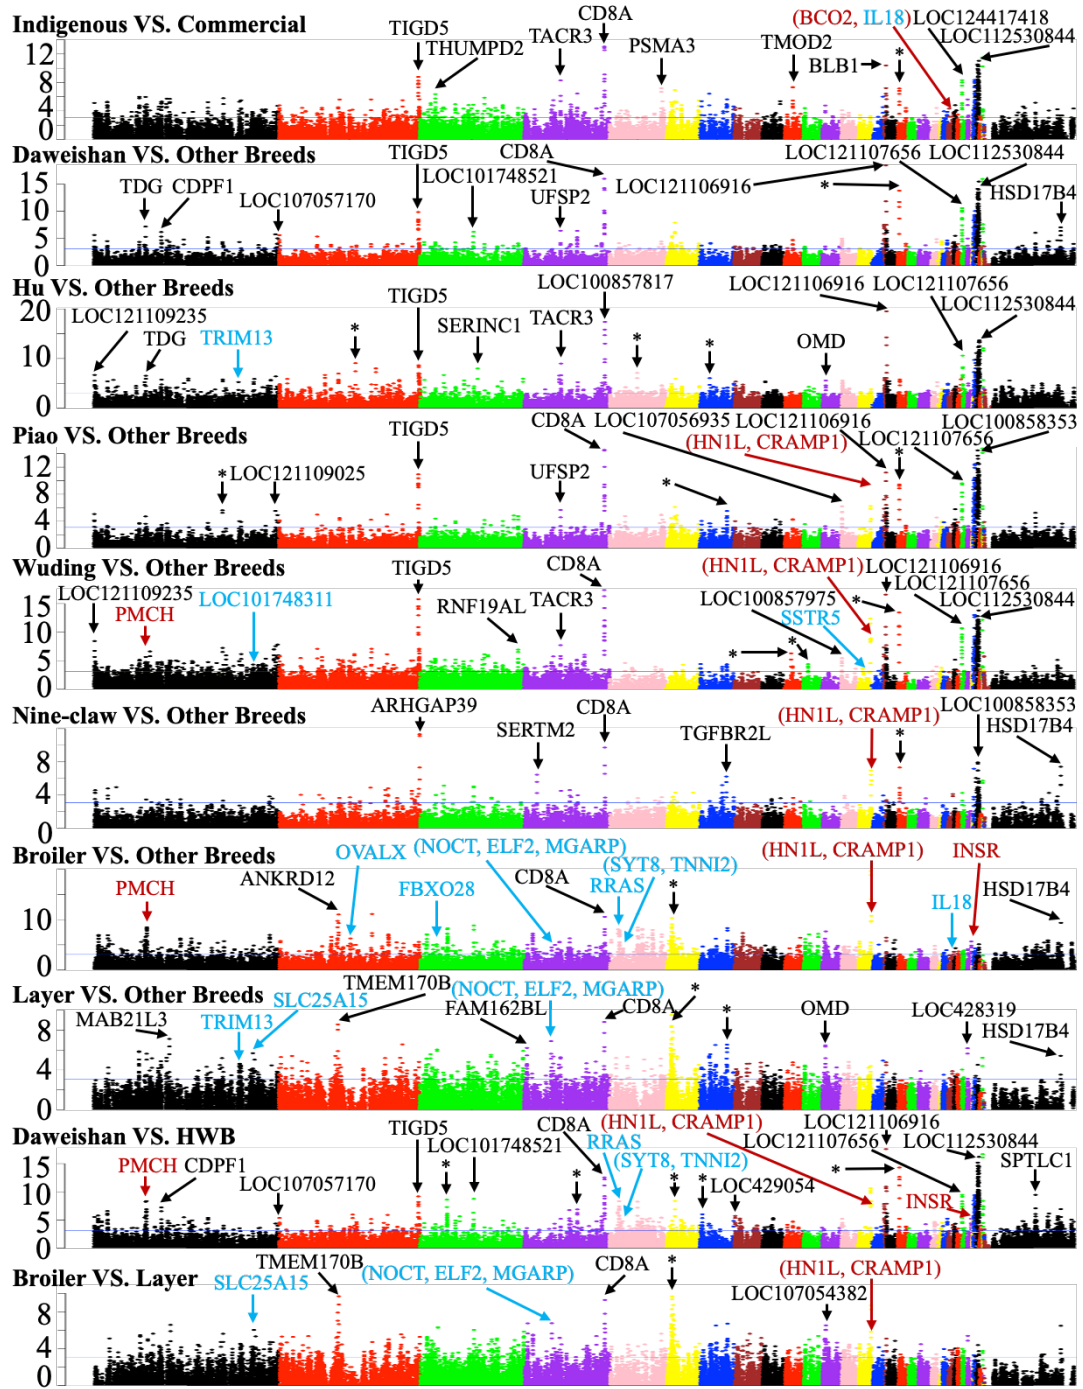 Indigenous VS. Commercial
TIGD5
THUMPD2
TACR3
CD8A
PSMA3
TMOD2
BLB1
*
(BCO2, IL18)
LOC124417418
LOC112530844
12
8
4
0
Daweishan VS. Other Breeds
TDG
CDPF1
LOC107057170
TIGD5
LOC101748521
CD8A
UFSP2
LOC121106916
*
LOC121107656
LOC112530844
HSD17B4
15
10
5
0
Hu VS. Other Breeds
LOC121109235
TDG
TRIM13
*
TIGD5
SERINC1
TACR3
LOC100857817
*
*
OMD
LOC121106916
LOC121107656
LOC112530844
20
10
0
Piao VS. Other Breeds
*
LOC121109025
TIGD5
UFSP2
CD8A
*
LOC107056935
(HN1L, CRAMP1)
LOC121106916
*
LOC121107656
LOC100858353
12
8
4
0
Wuding VS. Other Breeds
LOC121109235
PMCH
LOC101748311
TIGD5
RNF19AL
TACR3
CD8A
*
*
LOC100857975
SSTR5
(HN1L, CRAMP1)
*
LOC121106916
LOC121107656
LOC112530844
15
10
5
0
Nine-claw VS. Other Breeds
ARHGAP39
SERTM2
CD8A
TGFBR2L
(HN1L, CRAMP1)
*
LOC100858353
HSD17B4
8
4
0
Broiler VS. Other Breeds
PMCH
ANKRD12
OVALX
FBXO28
(NOCT, ELF2, MGARP)
CD8A
RRAS
(SYT8, TNNI2)
*
(HN1L, CRAMP1)
IL18
INSR
HSD17B4
10
5
0
Layer VS. Other Breeds
MAB21L3
TRIM13
SLC25A15
TMEM170B
FAM162BL
(NOCT, ELF2, MGARP)
CD8A
*
*
OMD
LOC428319
HSD17B4
8
4
0
Daweishan VS. HWB
PMCH
CDPF1
LOC107057170
TIGD5
*
LOC101748521
*
CD8A
RRAS
(SYT8, TNNI2)
*
*
LOC429054
(HN1L, CRAMP1)
*
LOC121106916
LOC121107656
INSR
LOC112530844
SPTLC1
15
10
5
0
Broiler VS. Layer
SLC25A15
TMEM170B
(NOCT, ELF2, MGARP)
CD8A
*
LOC107054382
(HN1L, CRAMP1)
8
4
0